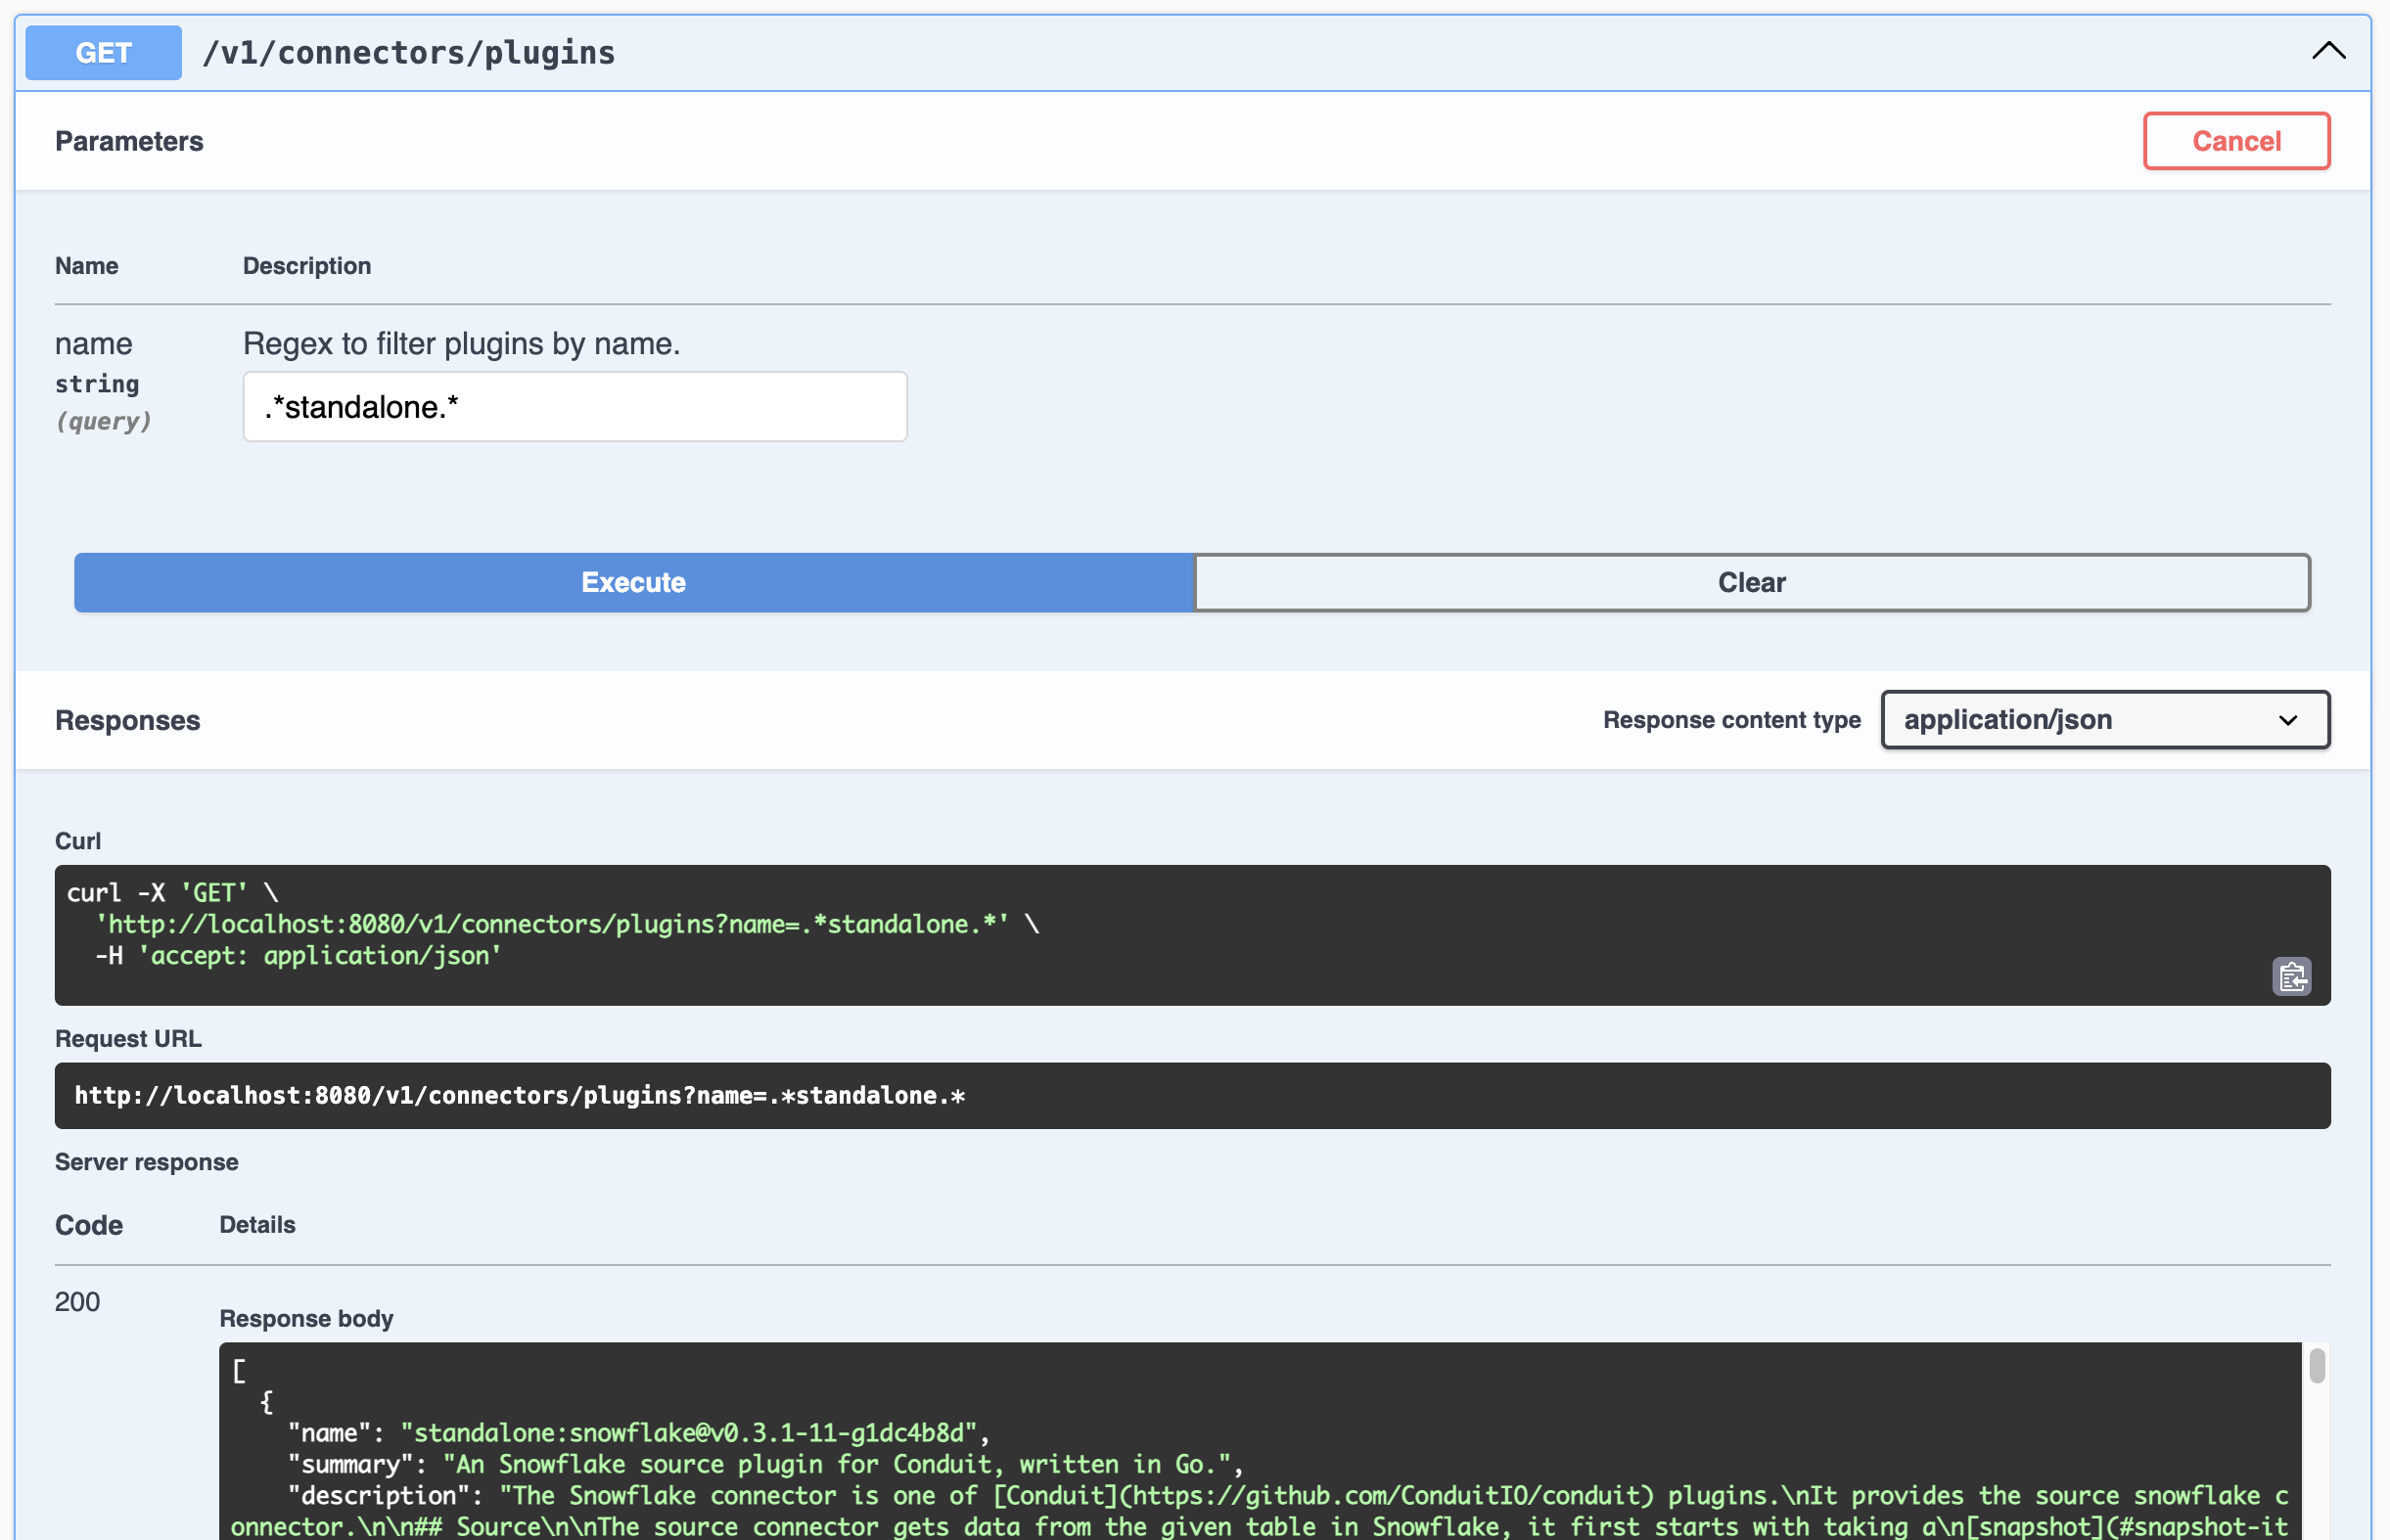 GET /v1/connectors/plugins
Parameters Cancel
Name Description
name Regex to filter plugins by name.
string
(query)
.*standalone.*
Execute Clear
Responses Response content type application/json
Curl
curl -X 'GET' \
'http://localhost:8080/v1/connectors/plugins?name=.*standalone.*' \
-H 'accept: application/json'
Request URL
http://localhost:8080/v1/connectors/plugins?name=.*standalone.*
Server response
Code Details
200
Response body
[
{
"name": "standalone:snowflake@v0.3.1-11-g1dc4b8d",
"summary": "An Snowflake source plugin for Conduit, written in Go.",
"description": "The Snowflake connector is one of [Conduit](https://github.com/ConduitIO/conduit) plugins.\nIt provides the source snowflake c
onnector.\n\n## Source\n\nThe source connector gets data from the given table in Snowflake, it first starts with taking a\n[snapshot](#snapshot-it